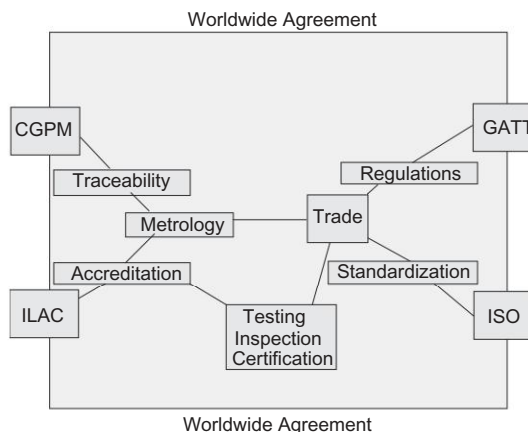 Worldwide Agreement
CGPM
GATT
Traceability
Regulations
Metrology
Trade
Accreditation
Standardization
ILAC
Testing
Inspection
Certification
ISO
Worldwide Agreement